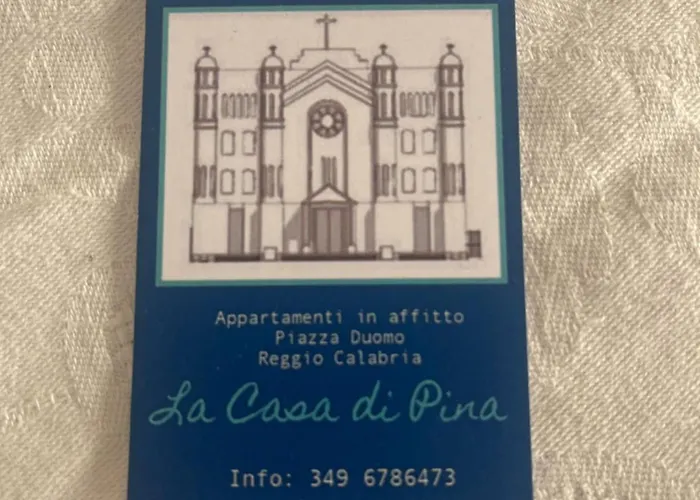 Appartamenti in affitto
Piazza Duomo
Reggio Calabria
La Casa di Pina
Info: 349 6786473